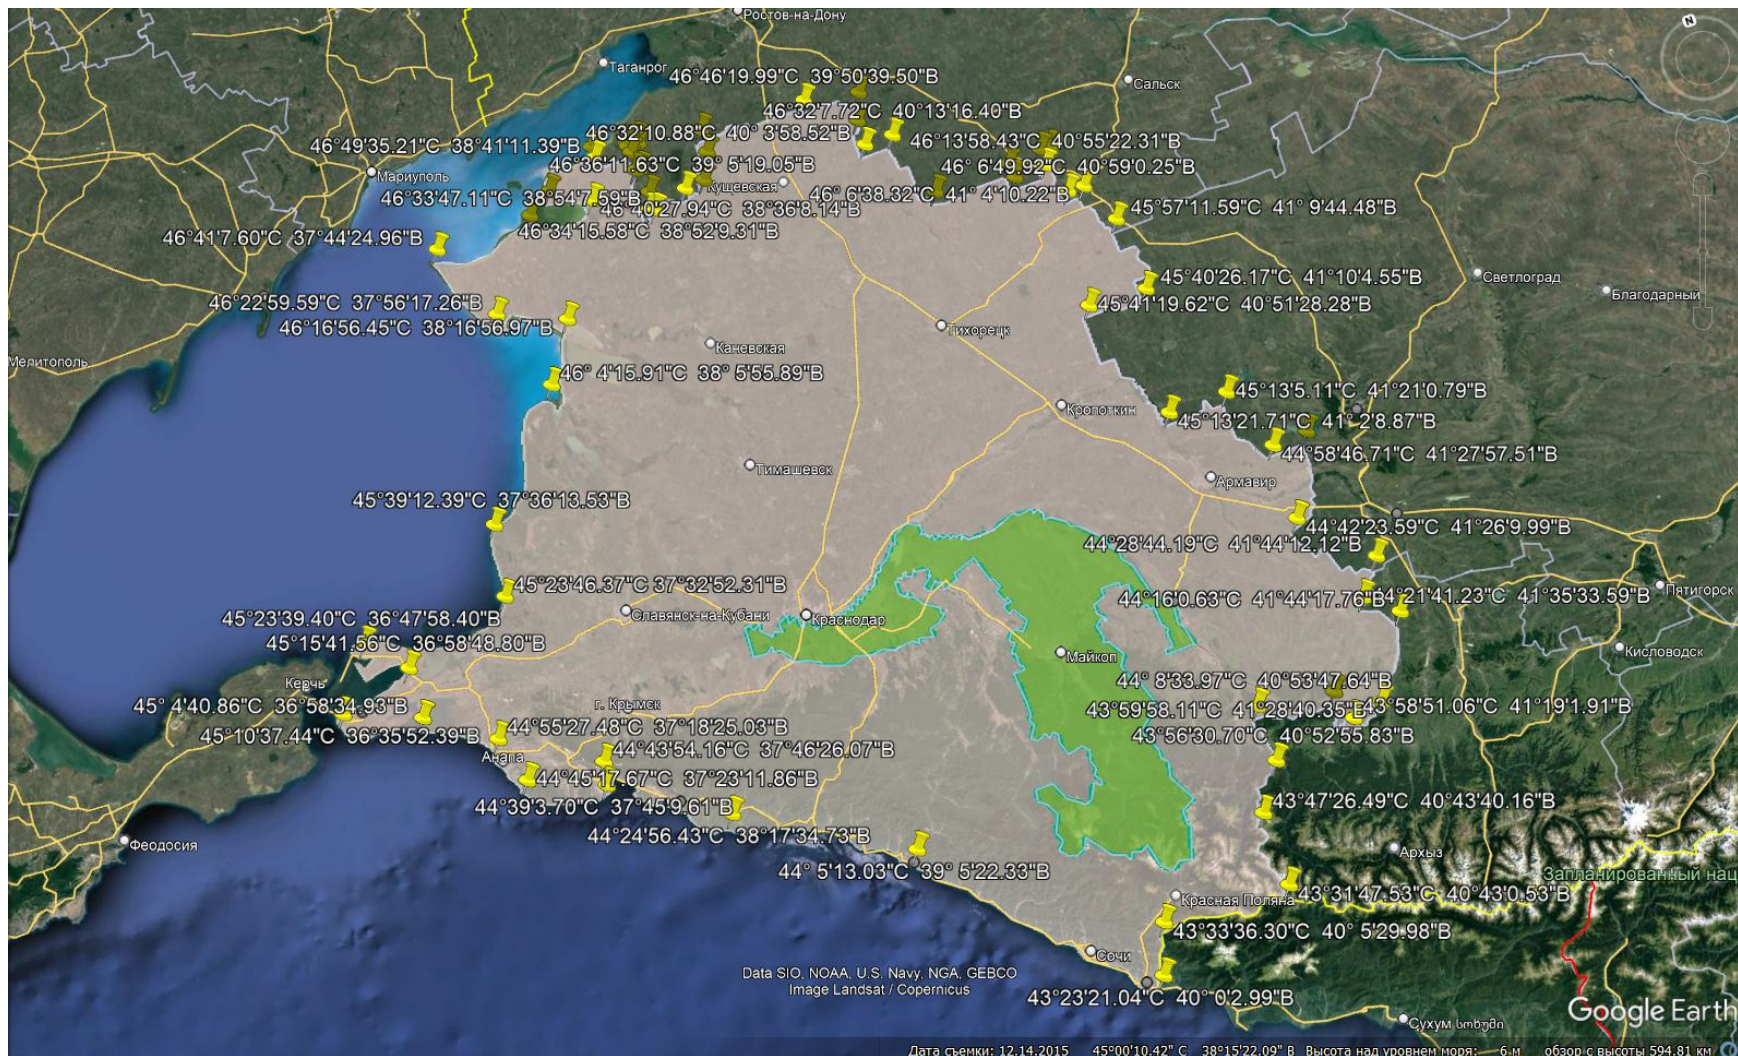 Ростов-на-Дону
Таганрог
46°46'19.99"С 39°50'39.50"В
Сальск
46°32'7.72"С 40°13'16.40"В
46°32'10.88"С 40° 3'58.52"В
46°13'58.43"С 40°55'22.31"В
46°49'35.21"С 38°41'11.39"В
46°36'11.63"С 39° 5'19.05"В
46° 6'49.92"С 40°59'0.25"В
Мариуполь
Кущевская
46°33'47.11"С 38°54'7.59"В
46° 6'38.32"С 41° 4'10.22"В
46°40'27.94"С 38°36'8.14"В
45°57'11.59"С 41° 9'44.48"В
46°34'15.58"С 38°52'9.31"В
46°41'7.60"С 37°44'24.96"В
45°40'26.17"С 41°10'4.55"В
Светлоград
Благодарный
46°22'59.59"С 37°56'17.26"В
45°41'19.62"С 40°51'28.28"В
46°16'56.45"С 38°16'56.97"В
Тихорецк
Каневская
Мелитополь
46° 4'15.91"С 38° 5'55.89"В
45°13'5.11"С 41°21'0.79"В
Кропоткин
45°13'21.71"С 41° 2'8.87"В
44°58'46.71"С 41°27'57.51"В
Тимашевск
Армавир
45°39'12.39"С 37°36'13.53"В
44°42'23.59"С 41°26'9.99"В
44°28'44.19"С 41°44'12.12"В
45°23'46.37"С 37°32'52.31"В
Пятигорск
44°16'0.63"С 41°44'17.76"В
44°21'41.23"С 41°35'33.59"В
45°23'39.40"С 36°47'58.40"В
Славянск-на-Кубани
Краснодар
45°15'41.56"С 36°58'48.80"В
Кисловодск
Майкоп
Керчь
44° 8'33.97"С 40°53'47.64"В
45° 4'40.86"С 36°58'34.93"В
г. Крымск
43°59'58.11"С 41°28'40.35"В
43°58'51.06"С 41°19'1.91"В
45°10'37.44"С 36°35'52.39"В
44°55'27.48"С 37°18'25.03"В
43°56'30.70"С 40°52'55.83"В
44°43'54.16"С 37°46'26.07"В
Анапа
44°45'17.67"С 37°23'11.86"В
44°39'3.70"С 37°45'9.61"В
43°47'26.49"С 40°43'40.16"В
44°24'56.43"С 38°17'34.73"В
Феодосия
Архыз
44° 5'13.03"С 39° 5'22.33"В
Запланированный нац
43°31'47.53"С 40°43'0.53"В
Красная Поляна
43°33'36.30"С 40° 5'29.98"В
Сочи
Data SIO, NOAA, U.S. Navy, NGA, GEBCO
Image Landsat / Copernicus
43°23'21.04"С 40° 0'2.99"В
Google Earth
Сухум სოხუმი
Дата съемки: 12.14.2015 45°00'10.42" С 38°15'22.09" В Высота над уровнем моря: 6 м обзор с высоты 594.81 км
N